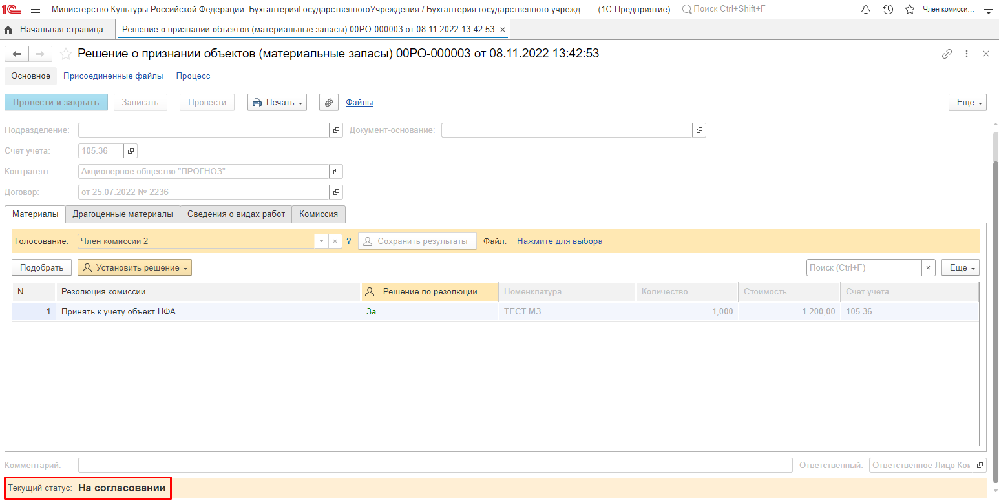 1С Министерство Культуры Российской Федерации_БухгалтерияГосударственногоУчреждения / Бухгалтерия государственного учрежд... (1С:Предприятие) Поиск Ctrl+Shift+F Член комисси...
Начальная страница Решение о признании объектов (материальные запасы) 00РО-000003 от 08.11.2022 13:42:53 ×
Решение о признании объектов (материальные запасы) 00РО-000003 от 08.11.2022 13:42:53
Основное Присоединенные файлы Процесс
Провести и закрыть Записать Провести Печать Файлы Еще
Подразделение: Документ-основание:
Счет учета: 105.36
Контрагент: Акционерное общество "ПРОГНОЗ"
Договор: от 25.07.2022 № 2236
Материалы Драгоценные материалы Сведения о видах работ Комиссия
Голосование: Член комиссии 2 × ? Сохранить результаты Файл: Нажмите для выбора
Подобрать Установить решение Поиск (Ctrl+F) × Еще
N Резолюция комиссии Решение по резолюции Номенклатура Количество Стоимость Счет учета
1 Принять к учету объект НФА За ТЕСТ МЗ 1,000 1 200,00 105.36
Комментарий: Ответственный: Ответственное Лицо Ком
Текущий статус: На согласовании